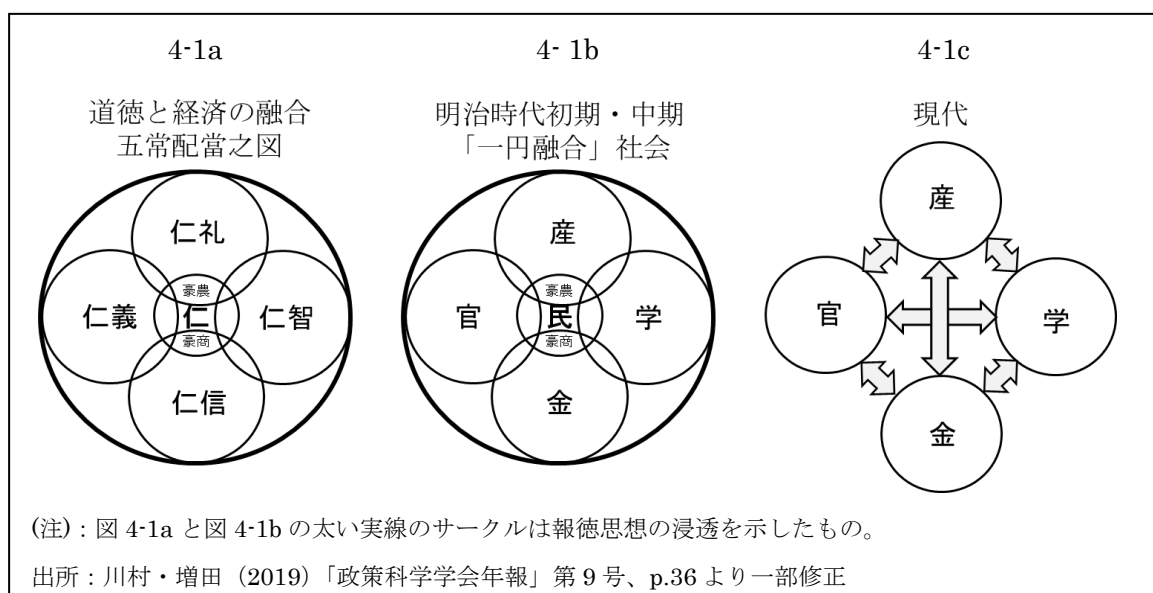 4-1a
道徳と経済の融合
五常配當之図
仁礼
豪農
仁義
仁
仁智
豪商
仁信
4- 1b
明治時代初期・中期
「一円融合」社会
産
豪農
官
民
学
豪商
金
4-1c
現代
産
官
学
金
(注)：図 4-1a と図 4-1b の太い実線のサークルは報徳思想の浸透を示したもの。
出所：川村・増田（2019）「政策科学学会年報」第 9 号、p.36 より一部修正